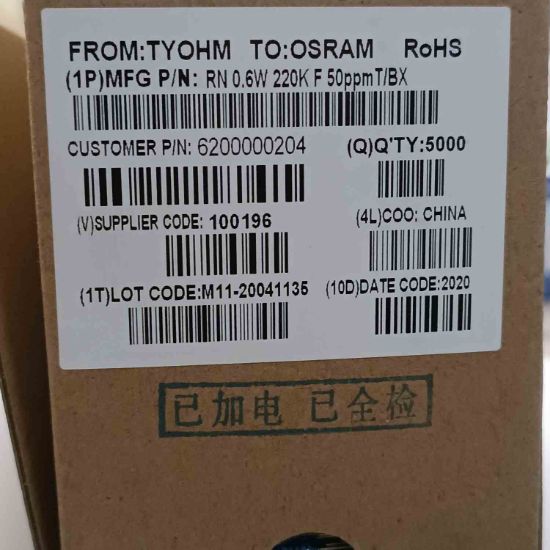 FROM:TYOHM TO:OSRAM RoHS
(1P)MFG P/N: RN 0.6W 220K F 50ppmT/BX
CUSTOMER P/N: 6200000204 (Q)Q'TY:5000
(V)SUPPLIER CODE: 100196 (4L)COO: CHINA
(1T)LOT CODE:M11-20041135 (10D)DATE CODE:2020
已加电 已全检